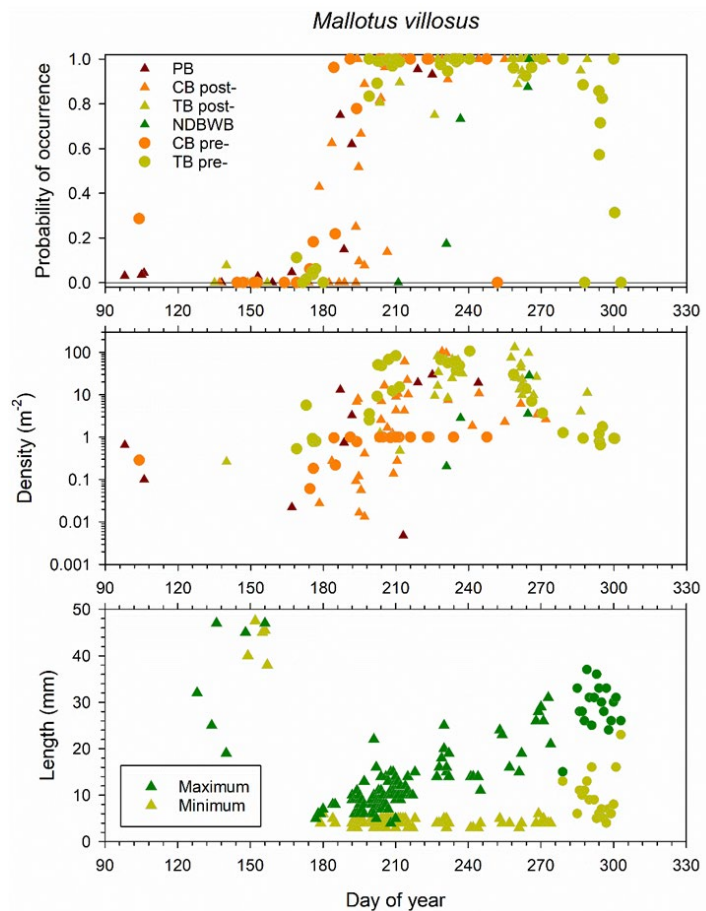 Mallotus villosus
Probability of occurrence
1.0
0.8
0.6
0.4
0.2
0.0
PB
CB post-
TB post-
NDBWB
CB pre-
TB pre-
90 120 150 180 210 240 270 300 330
Density (m-2)
100
10
1
0.1
0.01
0.001
90 120 150 180 210 240 270 300 330
Length (mm)
50
40
30
20
10
0
Maximum
Minimum
90 120 150 180 210 240 270 300 330
Day of year